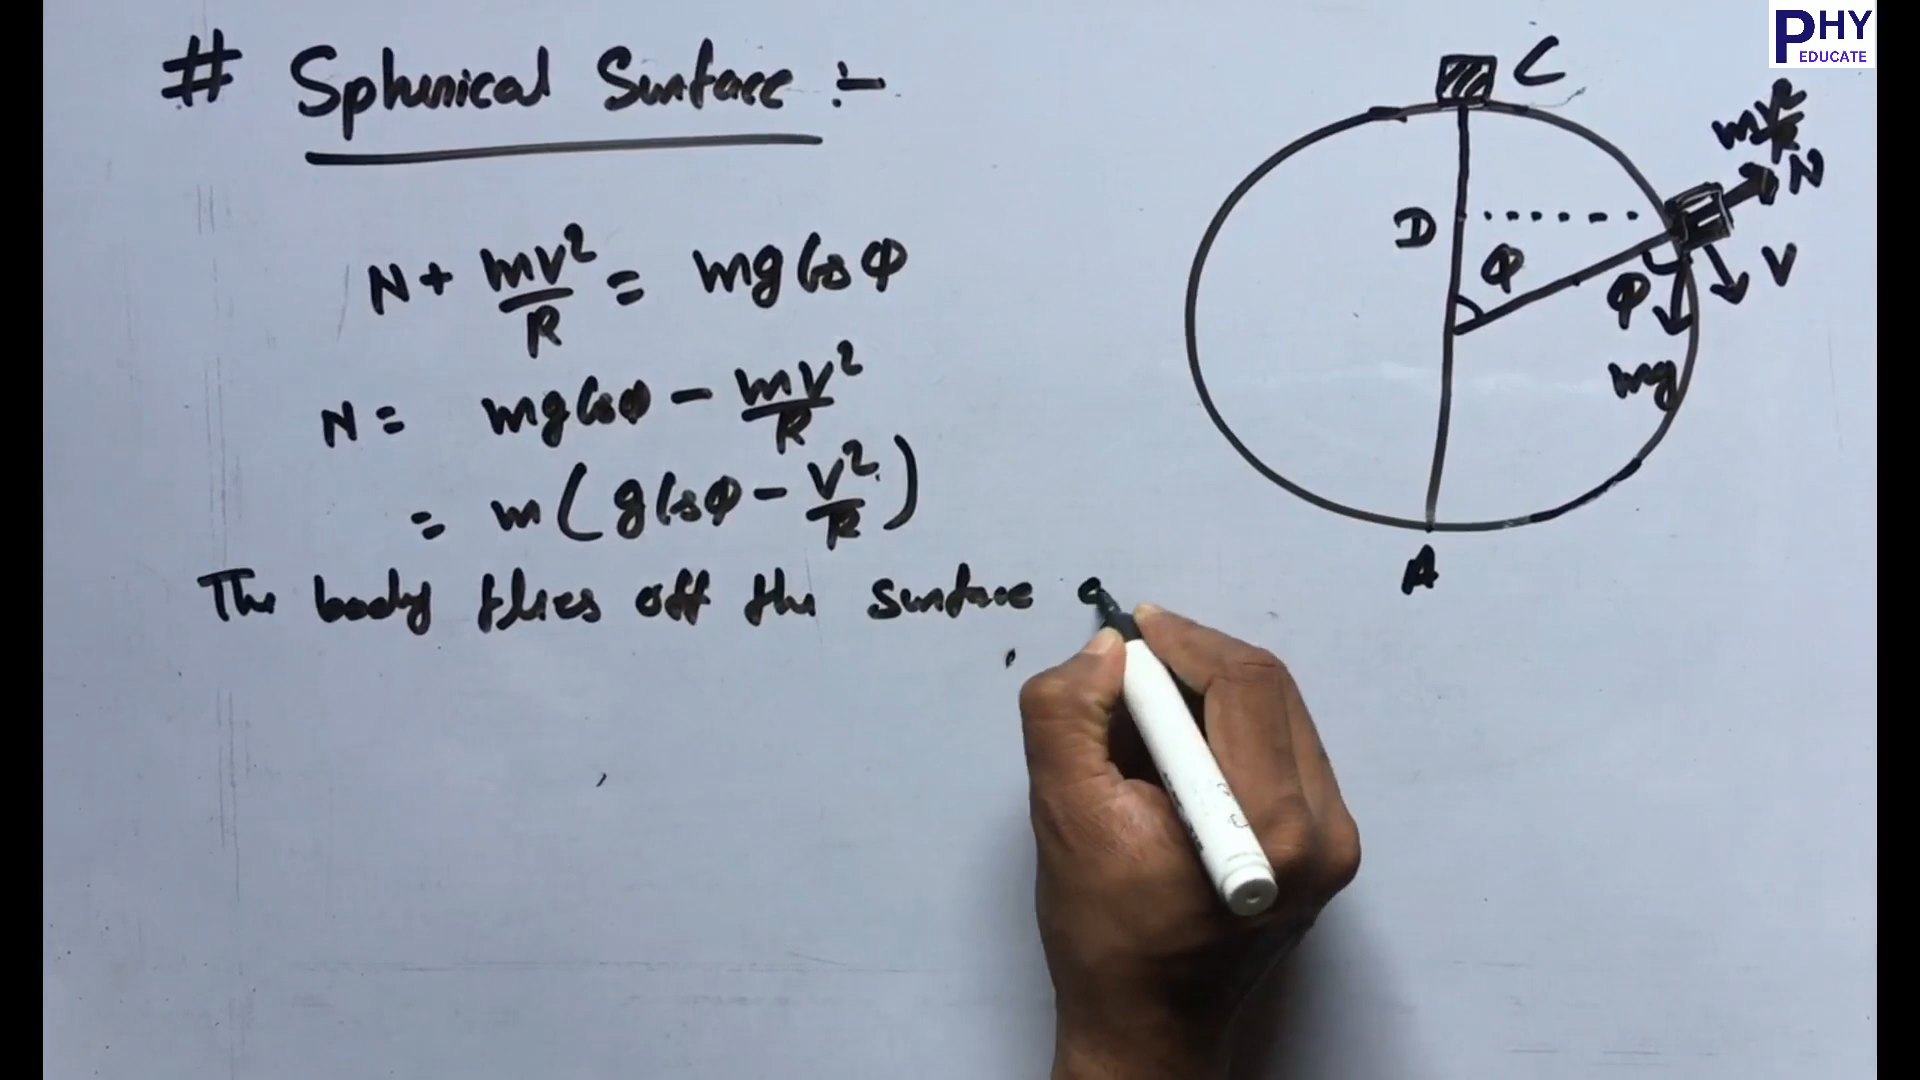 # Spherical Surface :-
N + mv²/R = mg Cos φ
N = mg Cos φ - mv²/R
= m ( g Cos φ - v²/R )
The body flies off the surface
C
mv²/R
N
D
φ
φ
V
mg
A
PHY
EDUCATE